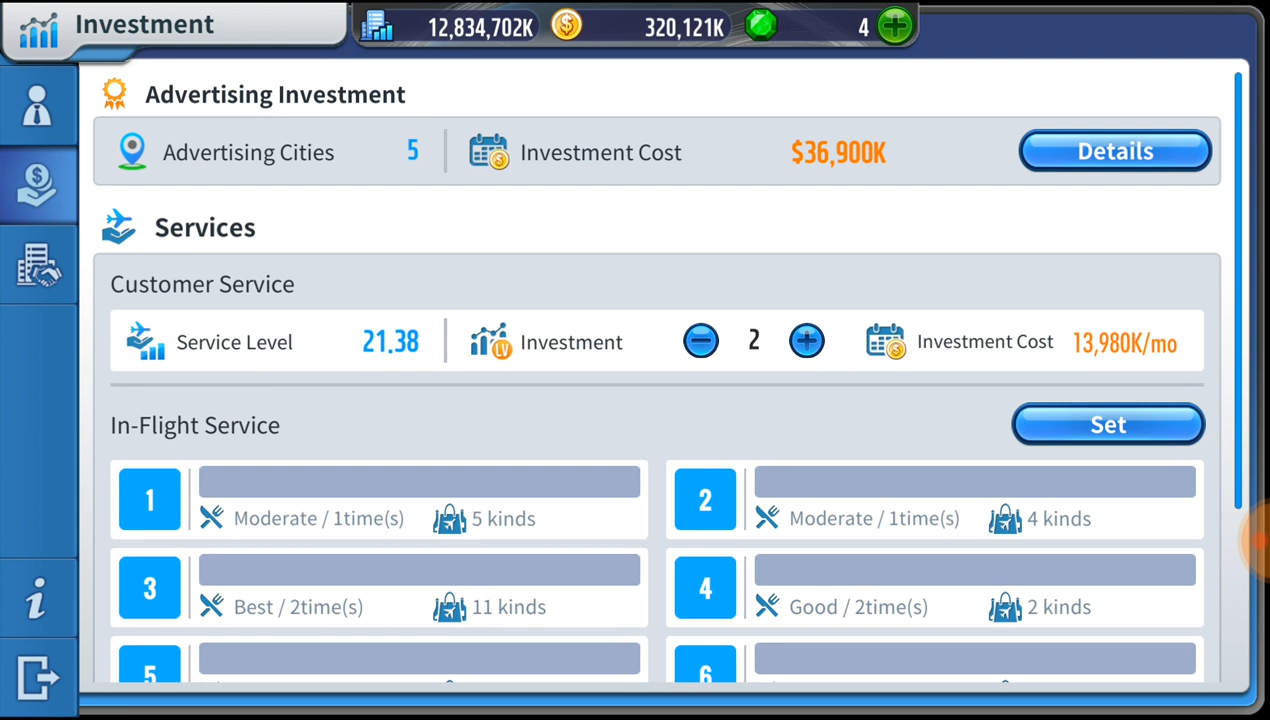 Investment
12,834,702K
320,121K
4
Advertising Investment
Advertising Cities 5
Investment Cost $36,900K
Details
Services
Customer Service
Service Level 21.38
LV Investment 2
Investment Cost 13,980K/mo
In-Flight Service
Set
1
Moderate / 1time(s) 5 kinds
2
Moderate / 1time(s) 4 kinds
3
Best / 2time(s) 11 kinds
4
Good / 2time(s) 2 kinds
5
6